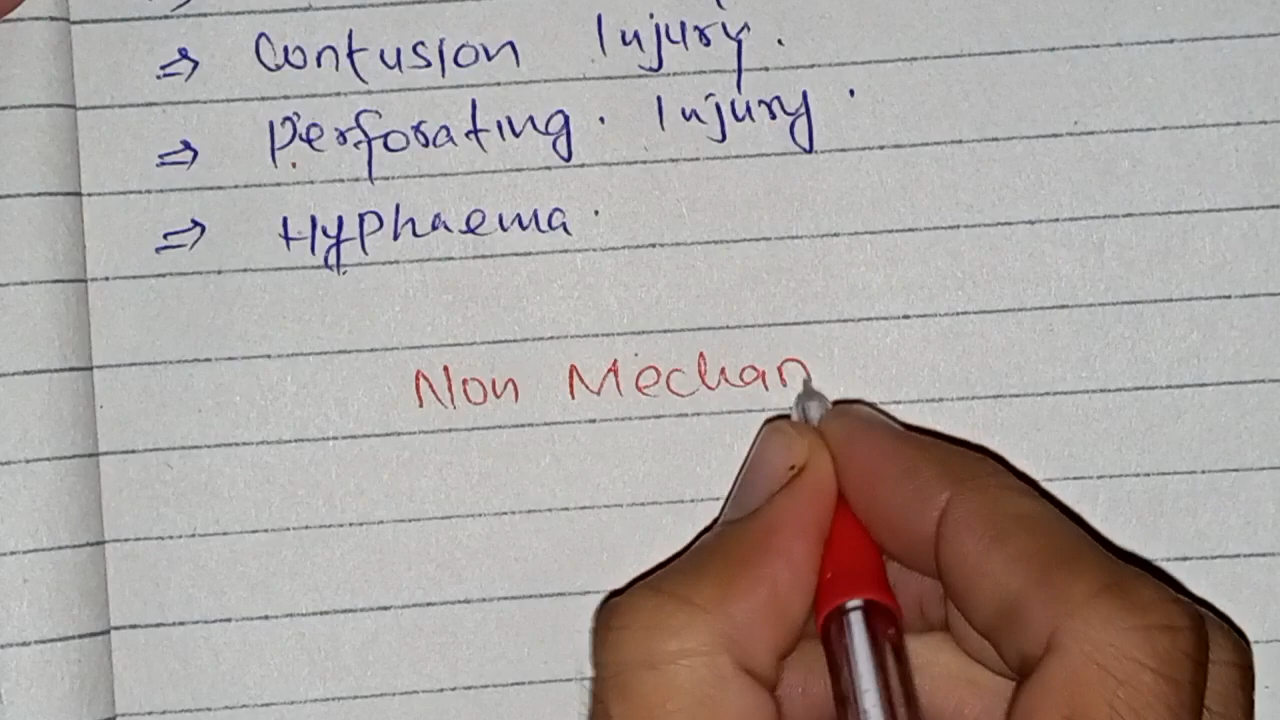 ⇒ Contusion Injury.
⇒ Perforating. Injury.
⇒ Hyphaema.
Non Mechan